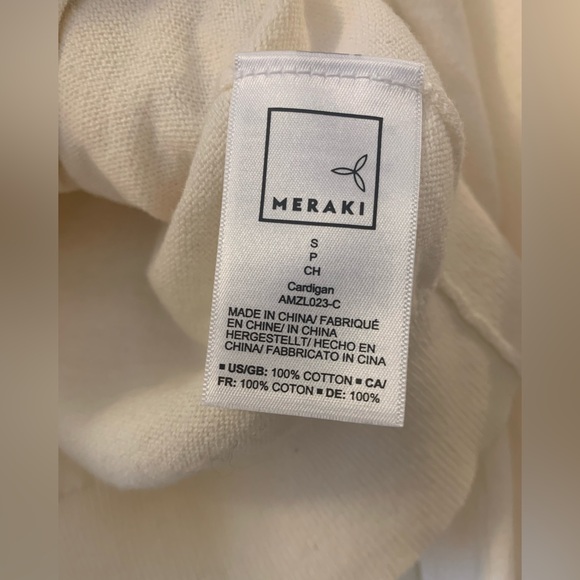 MERAKI
S
P
CH
Cardigan
AMZL023-C
MADE IN CHINA/ FABRIQUÉ
EN CHINE/ IN CHINA
HERGESTELLT/ HECHO EN
CHINA/ FABBRICATO IN CINA
▪ US/GB: 100% COTTON ▪ CA/
FR: 100% COTON ▪ DE: 100%